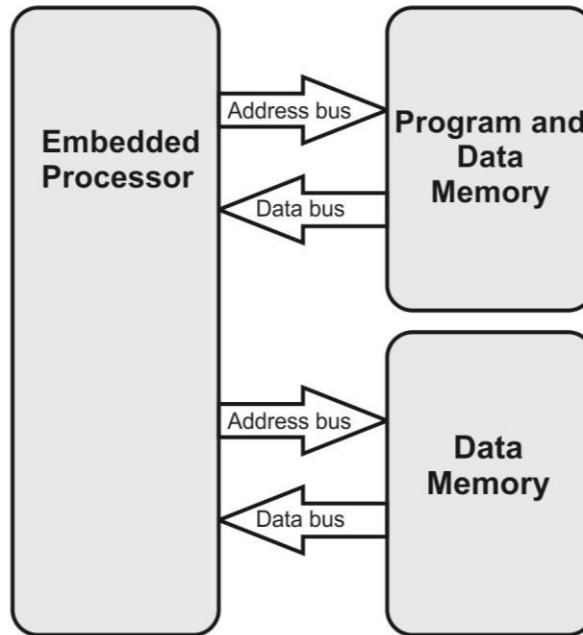 Embedded
Processor
Address bus
Data bus
Program and
Data
Memory
Address bus
Data bus
Data
Memory